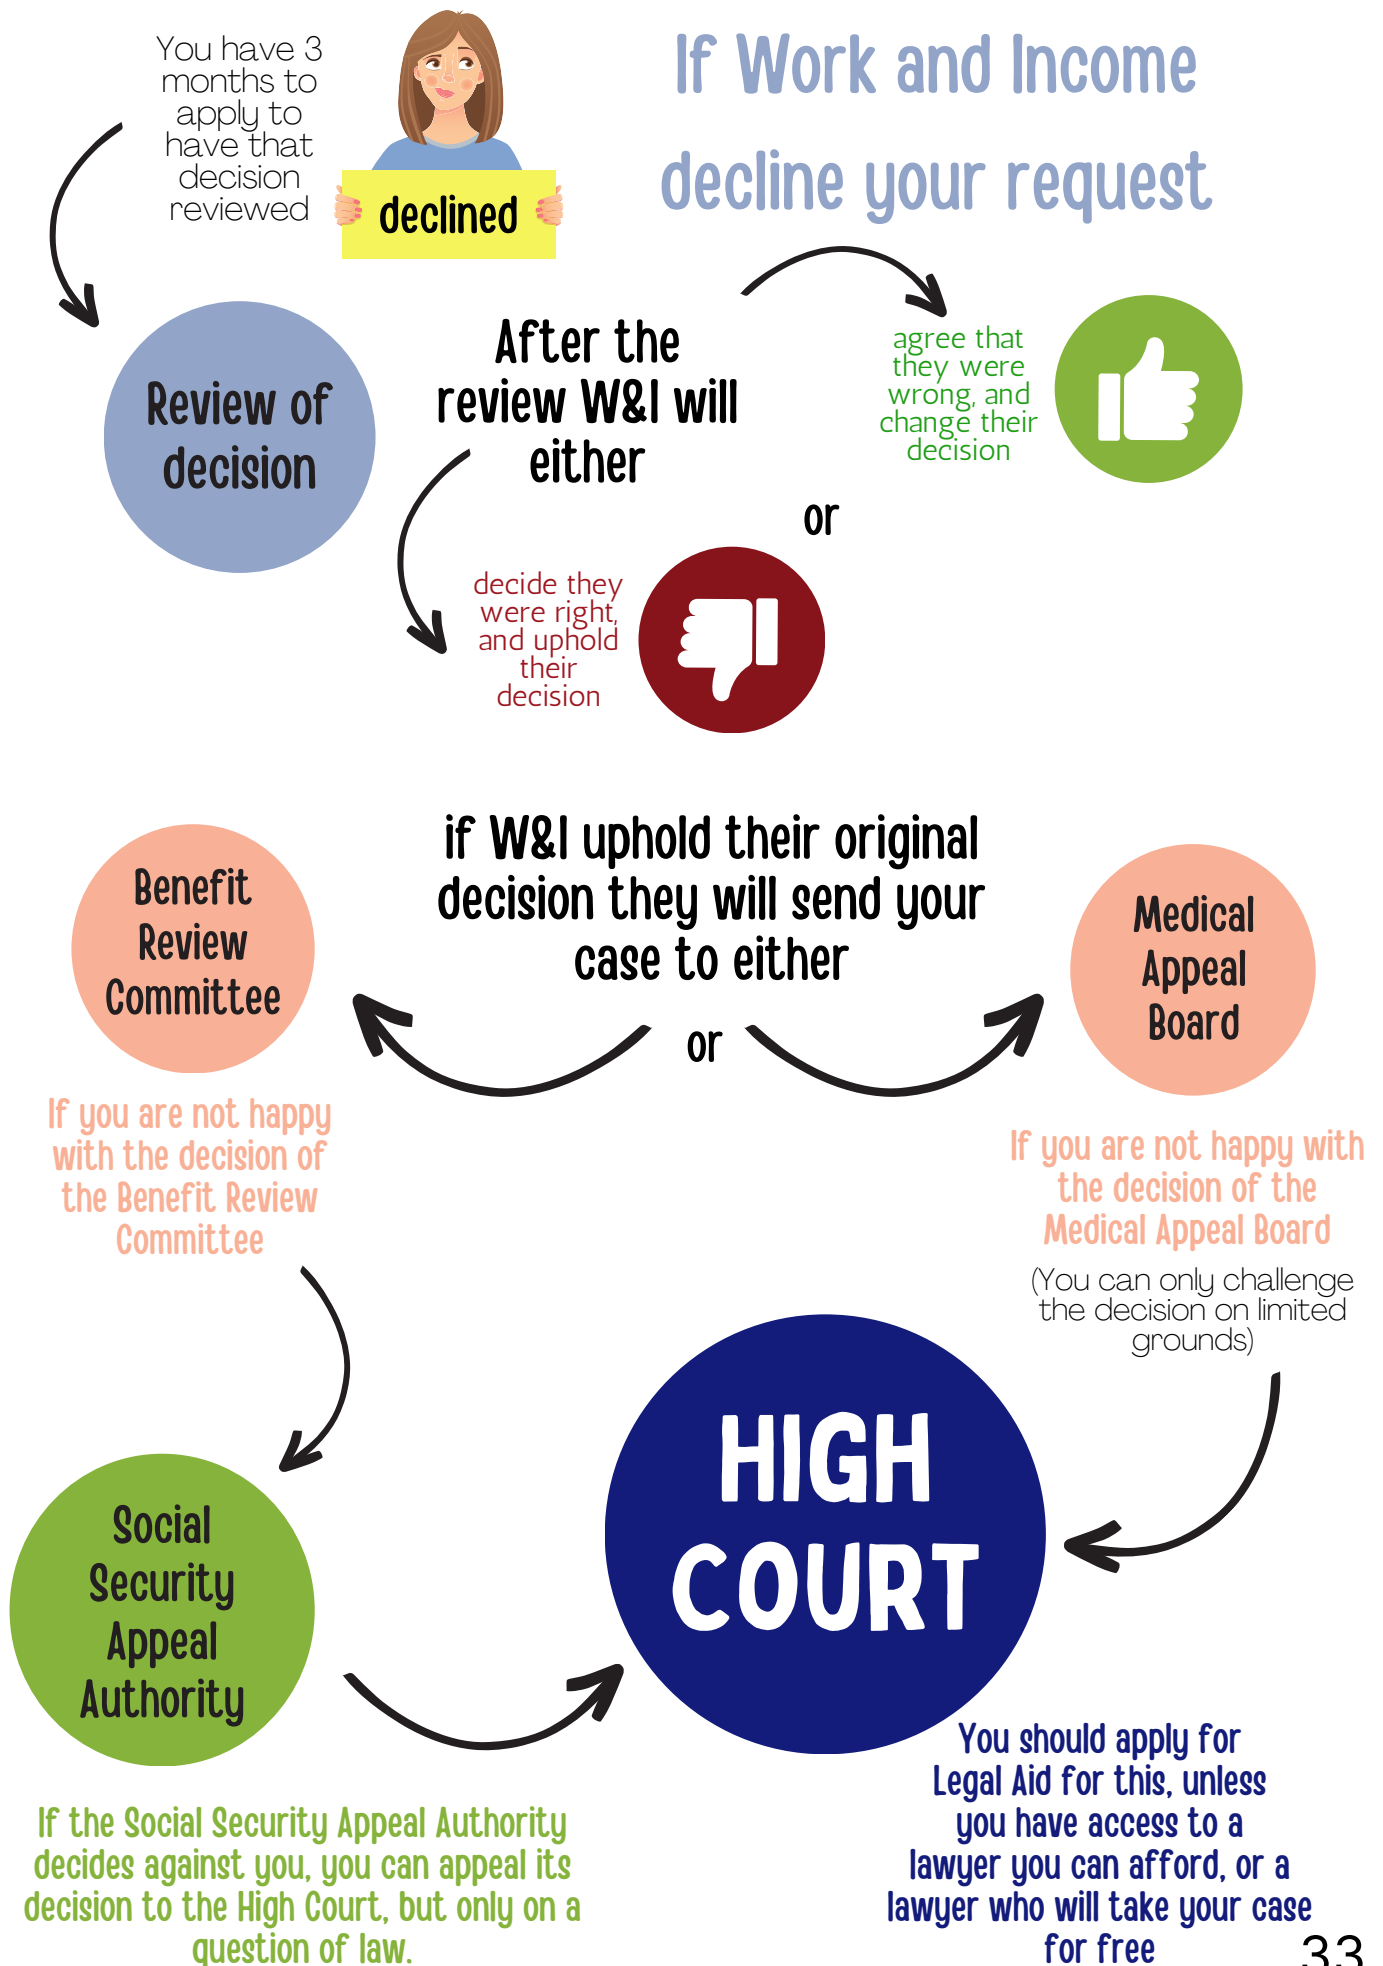 You have 3
months to
apply to
have that
decision
reviewed
declined
If Work and Income
decline your request
Review of
decision
After the
review W&I will
either
agree that
they were
wrong, and
change their
decision
or
decide they
were right,
and uphold
their
decision
if W&I uphold their original
decision they will send your
case to either
or
Benefit
Review
Committee
Medical
Appeal
Board
If you are not happy
with the decision of
the Benefit Review
Committee
If you are not happy with
the decision of the
Medical Appeal Board
(You can only challenge
the decision on limited
grounds)
Social
Security
Appeal
Authority
HIGH
COURT
If the Social Security Appeal Authority
decides against you, you can appeal its
decision to the High Court, but only on a
question of law.
You should apply for
Legal Aid for this, unless
you have access to a
lawyer you can afford, or a
lawyer who will take your case
for free
33